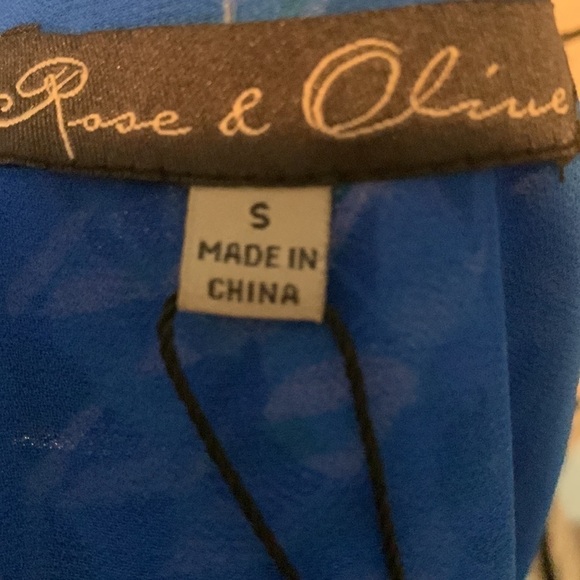 Rose & Olive
S
MADE IN
CHINA